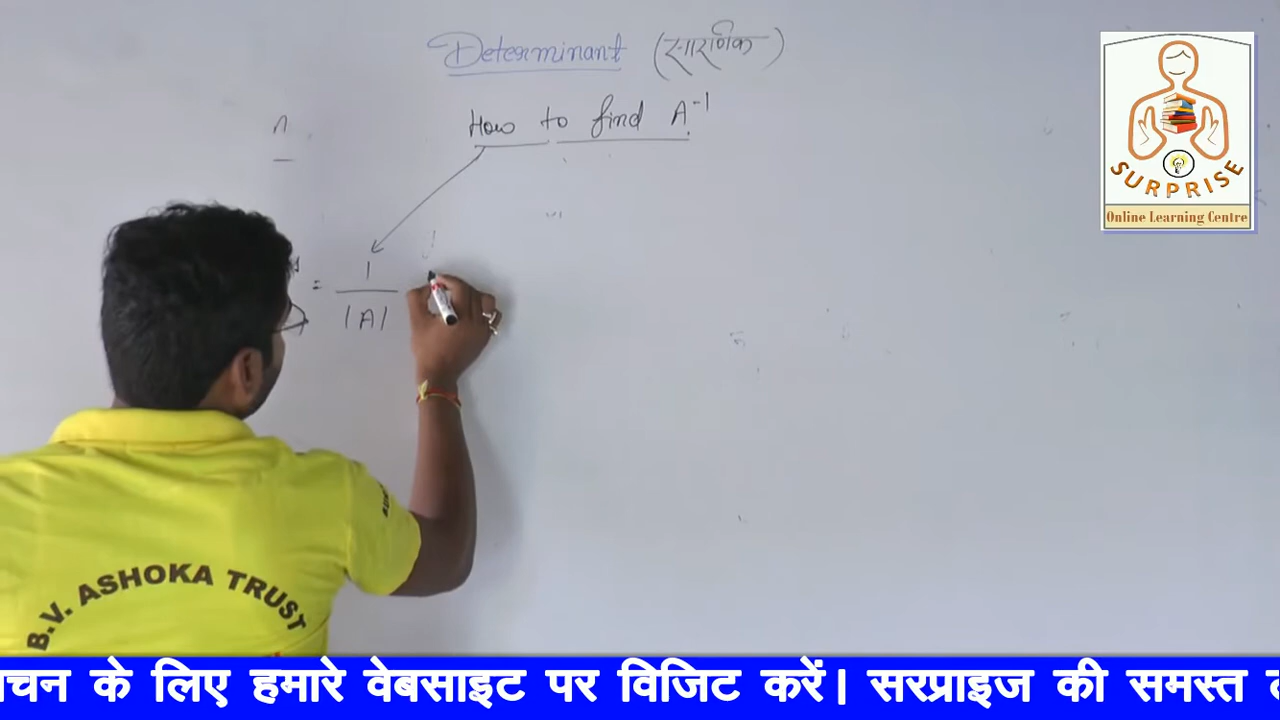 Determinant (सारणिक)
How to find A⁻¹
= 1
|A|
SURPRISE
Online Learning Centre
B.V. ASHOKA TRUST
के लिए हमारे वेबसाइट पर विजिट करें। सरप्राइज की समस्त